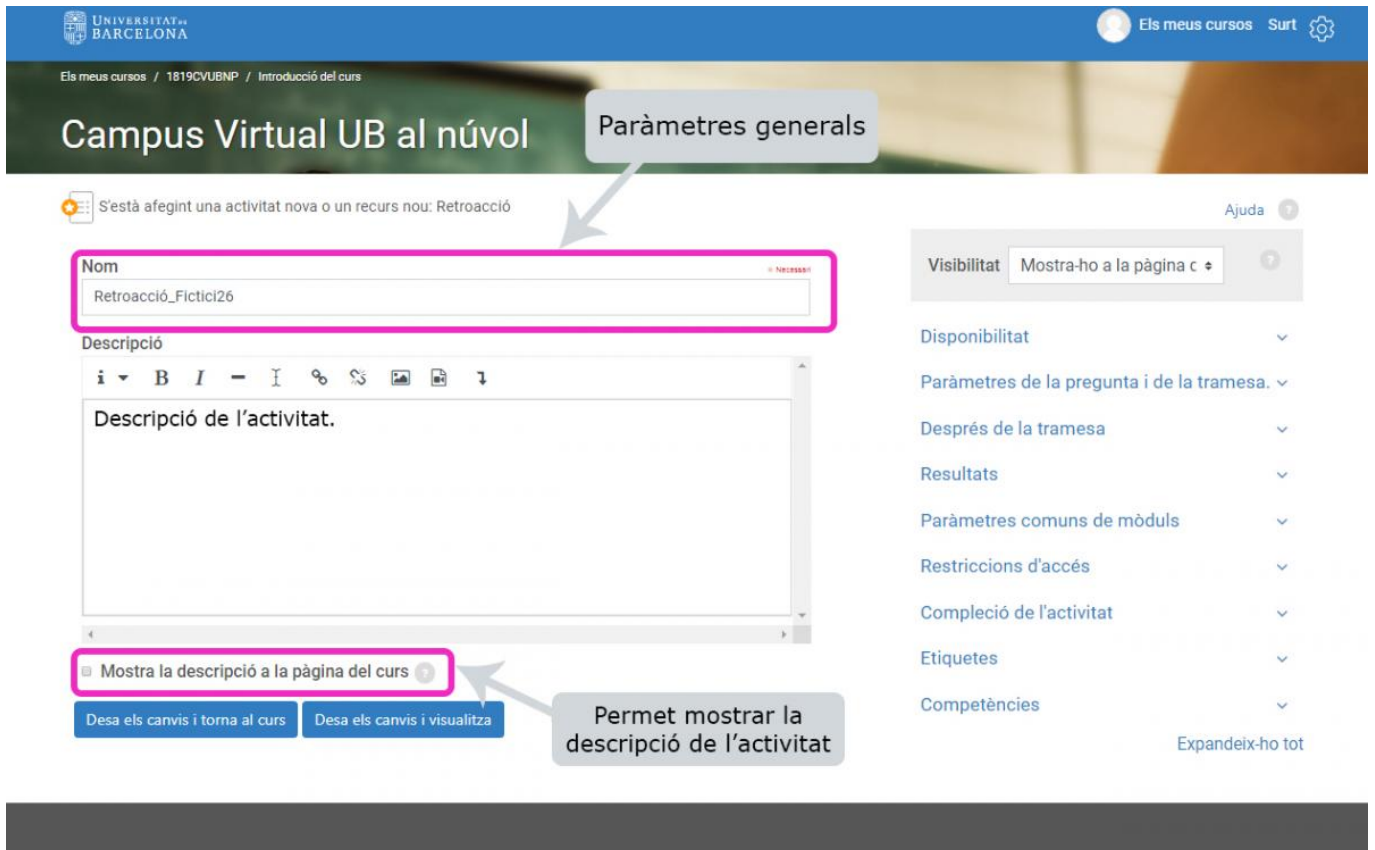 UNIVERSITAT DE
BARCELONA
Els meus cursos Surt
Els meus cursos / 1819CVUBNP / Introducció del curs
Campus Virtual UB al núvol
Paràmetres generals
S'està afegint una activitat nova o un recurs nou: Retroacció
Ajuda ?
Nom
Necessari
Retroacció_Fictici26
Visibilitat Mostra-ho a la pàgina c
?
Descripció
i B I
Descripció de l'activitat.
Mostra la descripció a la pàgina del curs ?
Desa els canvis i torna al curs Desa els canvis i visualitza
Permet mostrar la
descripció de l'activitat
Disponibilitat
Paràmetres de la pregunta i de la tramesa.
Després de la tramesa
Resultats
Paràmetres comuns de mòduls
Restriccions d'accés
Compleció de l'activitat
Etiquetes
Competències
Expandeix-ho tot